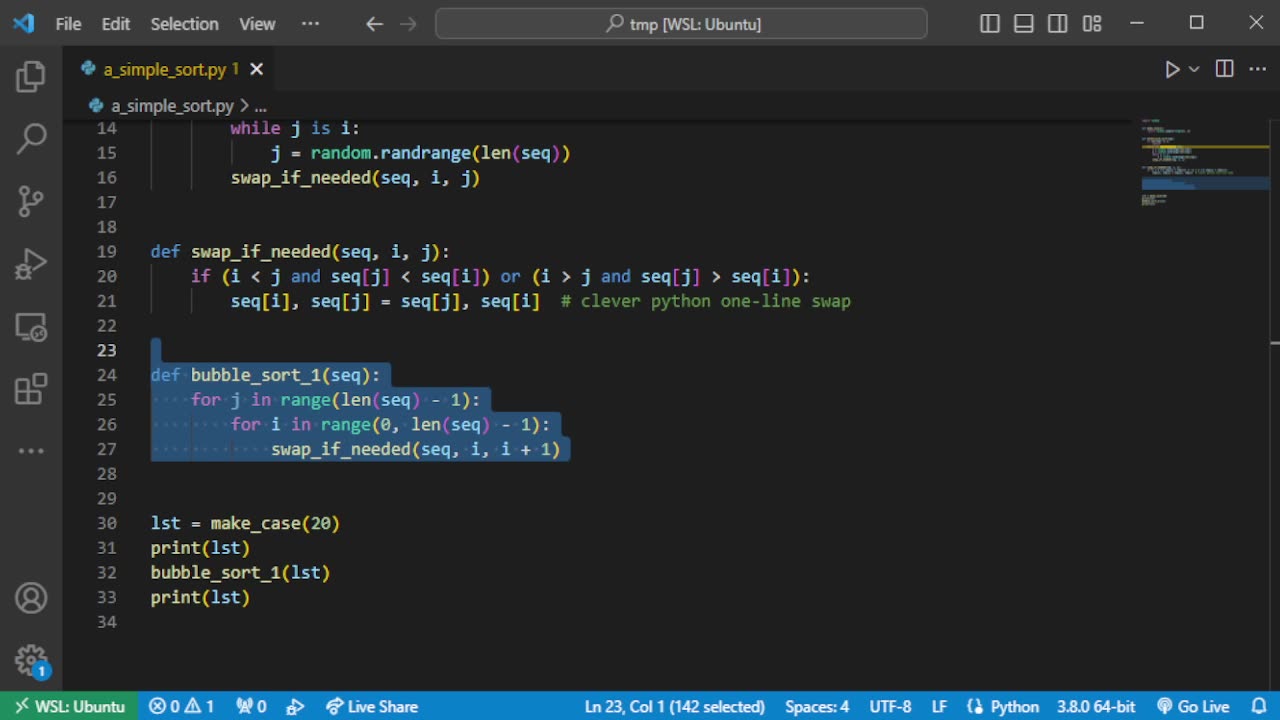 File Edit Selection View ··· tmp [WSL: Ubuntu]
a_simple_sort.py 1
a_simple_sort.py > ...
14 while j is i:
15 j = random.randrange(len(seq))
16 swap_if_needed(seq, i, j)
17
18
19 def swap_if_needed(seq, i, j):
20 if (i < j and seq[j] < seq[i]) or (i > j and seq[j] > seq[i]):
21 seq[i], seq[j] = seq[j], seq[i] # clever python one-line swap
22
23
24 def bubble_sort_1(seq):
25 for j in range(len(seq) - 1):
26 for i in range(0, len(seq) - 1):
27 swap_if_needed(seq, i, i + 1)
28
29
30 lst = make_case(20)
31 print(lst)
32 bubble_sort_1(lst)
33 print(lst)
34
1
WSL: Ubuntu 0 1 0 Live Share Ln 23, Col 1 (142 selected) Spaces: 4 UTF-8 LF Python 3.8.0 64-bit Go Live